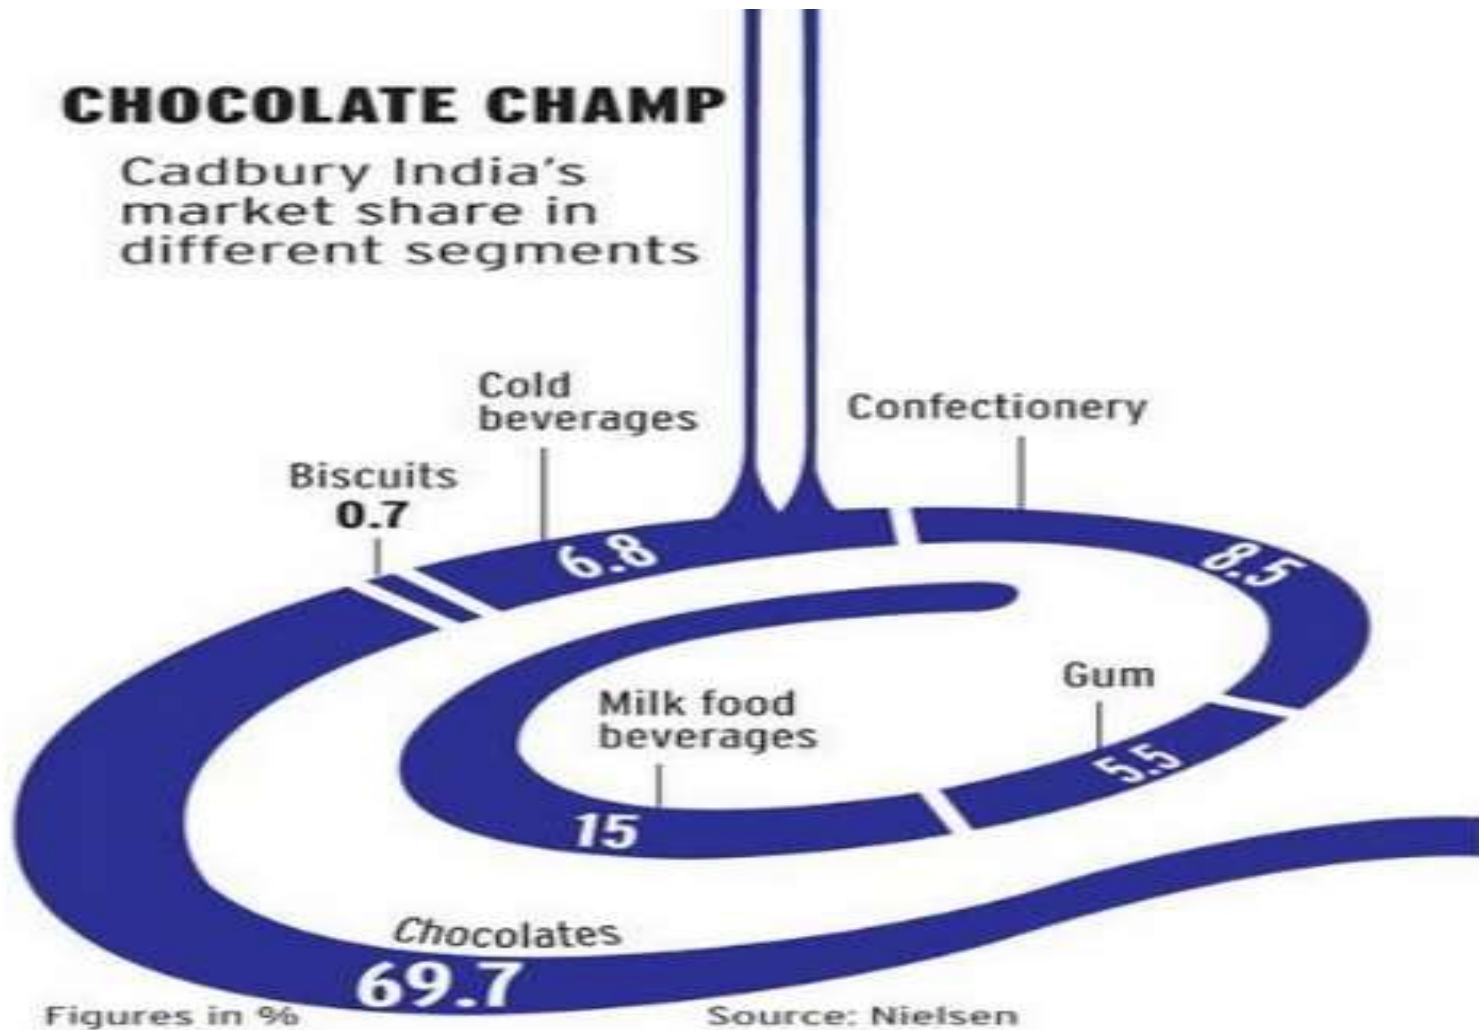 CHOCOLATE CHAMP
Cadbury India's
market share in
different segments
Cold
beverages
Confectionery
Biscuits
0.7
6.8
8.5
Gum
Milk food
beverages
5.5
15
Chocolates
69.7
Figures in %
Source: Nielsen